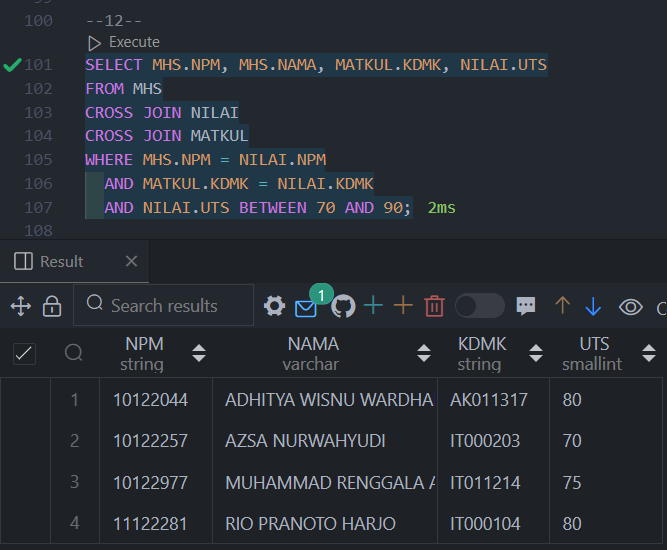 100 --12--
Execute
101 SELECT MHS.NPM, MHS.NAMA, MATKUL.KDMK, NILAI.UTS
102 FROM MHS
103 CROSS JOIN NILAI
104 CROSS JOIN MATKUL
105 WHERE MHS.NPM = NILAI.NPM
106 AND MATKUL.KDMK = NILAI.KDMK
107 AND NILAI.UTS BETWEEN 70 AND 90; 2ms
108
Result
Search results 1
NPM NAMA KDMK UTS
string varchar string smallint
1 10122044 ADHITYA WISNU WARDHA AK011317 80
2 10122257 AZSA NURWAHYUDI IT000203 70
3 10122977 MUHAMMAD RENGGALA A IT011214 75
4 11122281 RIO PRANOTO HARJO IT000104 80